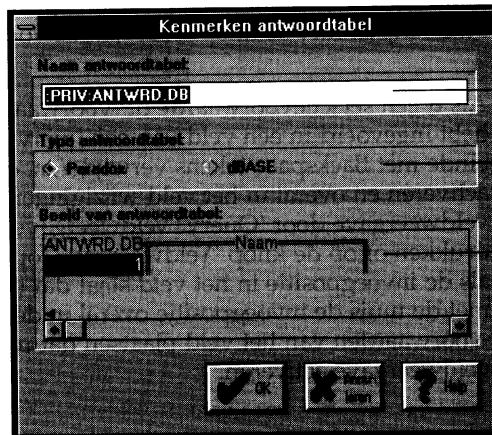 Kenmerken antwoordtabel
Naam antwoordtabel:
:PRIV:ANTWRD.DB
Type antwoordtabel:
Paradox dBASE
Beeld van antwoordtabel:
ANTWRD.DB Naam
1
OK Help